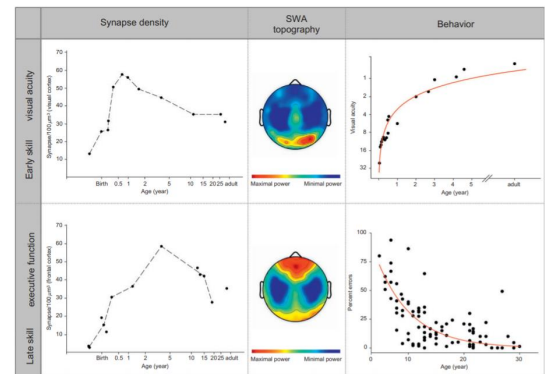 Synapse density
SWA
topography
Behavior
Early skill visual acuity
Synapse/100 μm³ (visual cortex)
70
60
50
40
30
20
10
Birth 0.5 1 2 5 10 15 20 25 adult
Age (year)
Maximal power Minimal power
Visual acuity
1
2
4
8
16
32
1 2 3 4 5 adult
Age (year)
Late skill executive function
Synapse/100 μm³ (frontal cortex)
70
60
50
40
30
20
10
Birth 0.5 1 2 5 10 15 20 25 adult
Age (year)
Maximal power Minimal power
Percent errors
100
75
50
25
0
0 10 20 30
Age (year)